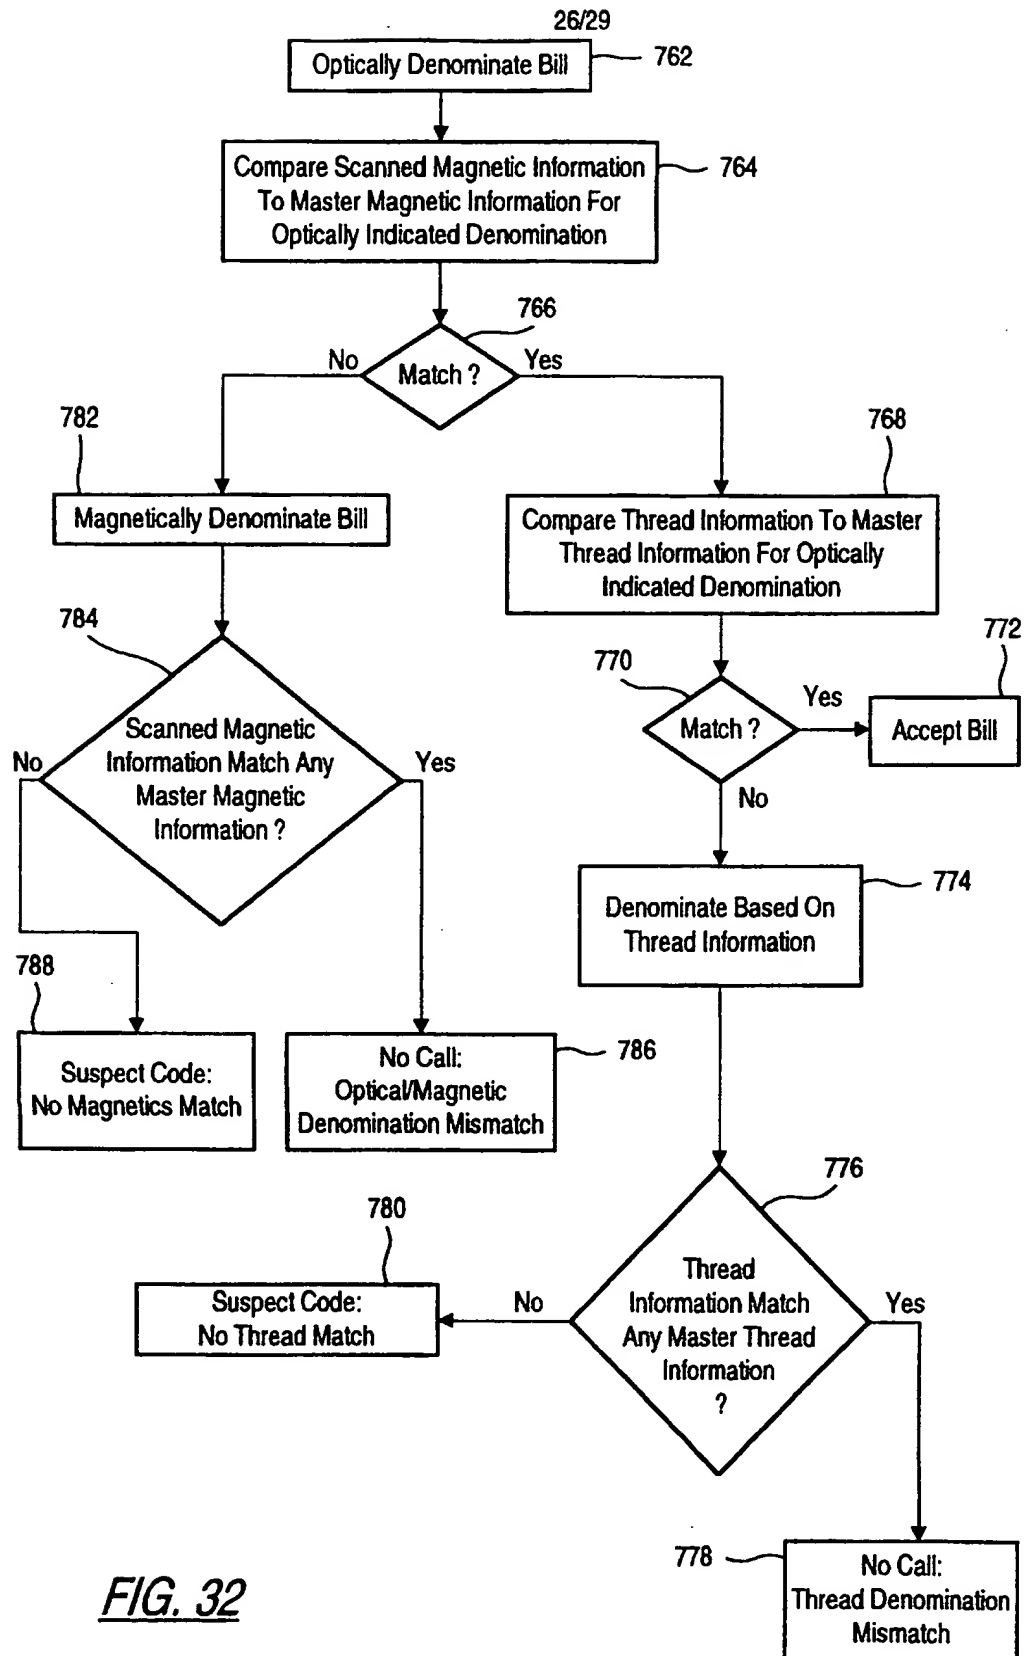 26/29
Optically Denominate Bill
762
Compare Scanned Magnetic Information
To Master Magnetic Information For
Optically Indicated Denomination
764
766
No
Match ?
Yes
782
768
Magnetically Denominate Bill
Compare Thread Information To Master
Thread Information For Optically
Indicated Denomination
784
772
770
Yes
Match ?
Accept Bill
No
Scanned Magnetic
Information Match Any
Master Magnetic
Information ?
No
Yes
774
Denominate Based On
Thread Information
788
Suspect Code:
No Magnetics Match
No Call:
Optical/Magnetic
Denomination Mismatch
786
776
780
Suspect Code:
No Thread Match
No
Thread
Information Match
Any Master Thread
Information
?
Yes
778
No Call:
Thread Denomination
Mismatch
FIG. 32